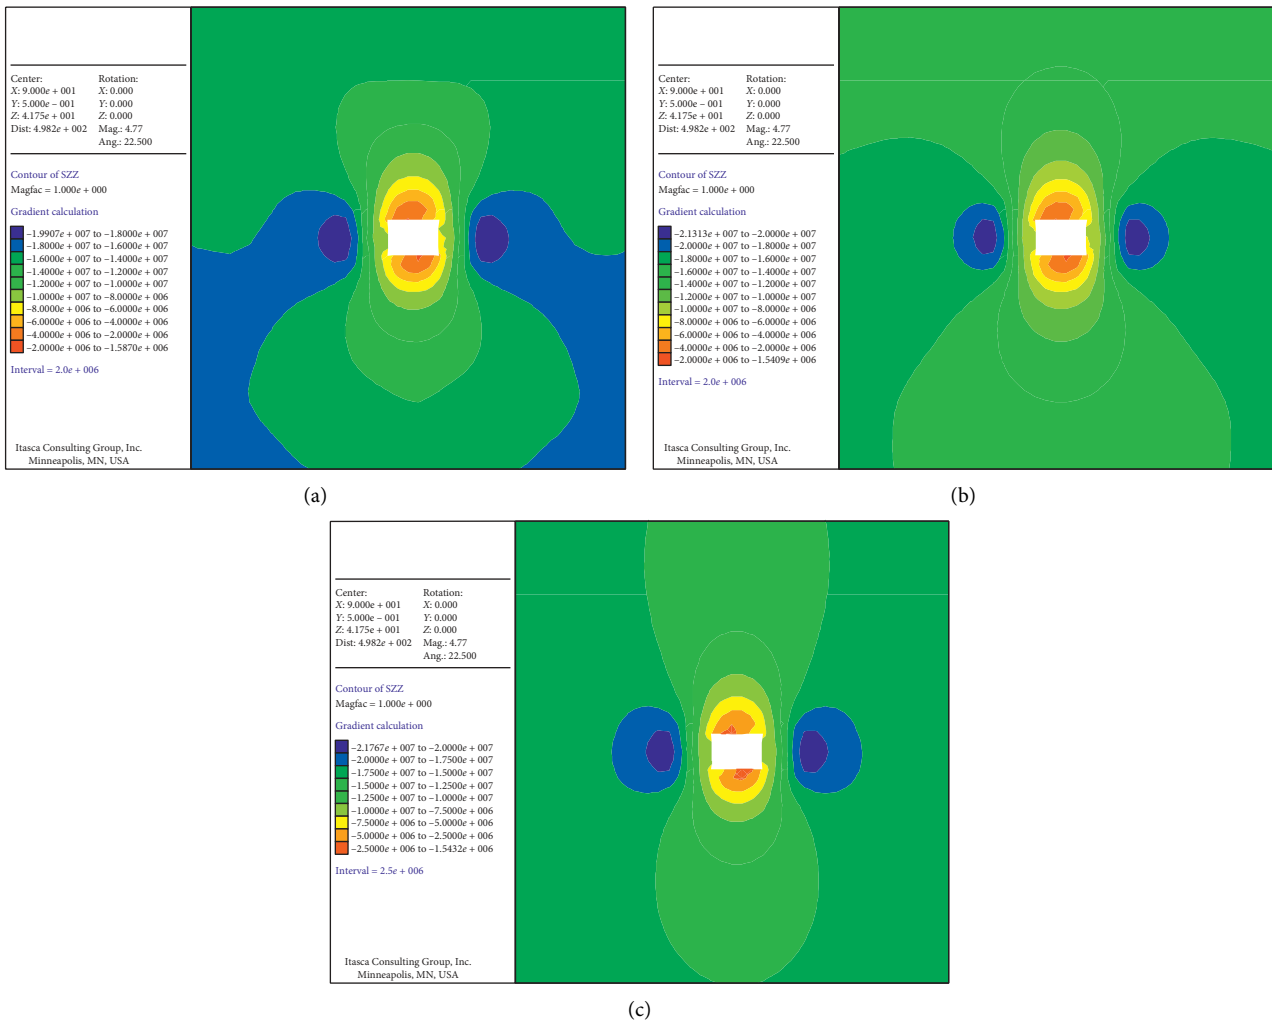 Center: Rotation:
X: 9.000e + 001 X: 0.000
Y: 5.000e – 001 Y: 0.000
Z: 4.175e + 001 Z: 0.000
Dist: 4.982e + 002 Mag.: 4.77
Ang.: 22.500
Contour of SZZ
Magfac = 1.000e + 000
Gradient calculation
–1.9907e + 007 to –1.8000e + 007
–1.8000e + 007 to –1.6000e + 007
–1.6000e + 007 to –1.4000e + 007
–1.4000e + 007 to –1.2000e + 007
–1.2000e + 007 to –1.0000e + 007
–1.0000e + 007 to –8.0000e + 006
–8.0000e + 006 to –6.0000e + 006
–6.0000e + 006 to –4.0000e + 006
–4.0000e + 006 to –2.0000e + 006
–2.0000e + 006 to –1.5870e + 006
Interval = 2.0e + 006
Itasca Consulting Group, Inc.
Minneapolis, MN, USA
(a)
Center: Rotation:
X: 9.000e + 001 X: 0.000
Y: 5.000e – 001 Y: 0.000
Z: 4.175e + 001 Z: 0.000
Dist: 4.982e + 002 Mag.: 4.77
Ang.: 22.500
Contour of SZZ
Magfac = 1.000e + 000
Gradient calculation
–2.1313e + 007 to –2.0000e + 007
–2.0000e + 007 to –1.8000e + 007
–1.8000e + 007 to –1.6000e + 007
–1.6000e + 007 to –1.4000e + 007
–1.4000e + 007 to –1.2000e + 007
–1.2000e + 007 to –1.0000e + 007
–1.0000e + 007 to –8.0000e + 006
–8.0000e + 006 to –6.0000e + 006
–6.0000e + 006 to –4.0000e + 006
–4.0000e + 006 to –2.0000e + 006
–2.0000e + 006 to –1.5409e + 006
Interval = 2.0e + 006
Itasca Consulting Group, Inc.
Minneapolis, MN, USA
(b)
Center: Rotation:
X: 9.000e + 001 X: 0.000
Y: 5.000e – 001 Y: 0.000
Z: 4.175e + 001 Z: 0.000
Dist: 4.982e + 002 Mag.: 4.77
Ang.: 22.500
Contour of SZZ
Magfac = 1.000e + 000
Gradient calculation
–2.1767e + 007 to –2.0000e + 007
–2.0000e + 007 to –1.7500e + 007
–1.7500e + 007 to –1.5000e + 007
–1.5000e + 007 to –1.2500e + 007
–1.2500e + 007 to –1.0000e + 007
–1.0000e + 007 to –7.5000e + 006
–7.5000e + 006 to –5.0000e + 006
–5.0000e + 006 to –2.5000e + 006
–2.5000e + 006 to –1.5432e + 006
Interval = 2.5e + 006
Itasca Consulting Group, Inc.
Minneapolis, MN, USA
(c)